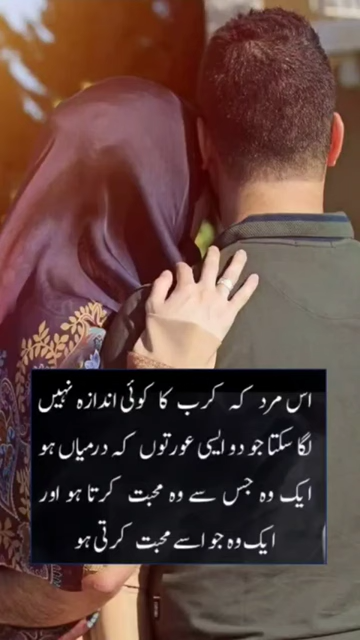 اس مرد کہ کرب کا کوئی اندازہ نہیں
لگا سکتا جو دو ایسی عورتوں کہ درمیاں ہو
ایک وہ جس سے وہ محبت کرتا ہو اور
ایک وہ جو اسے محبت کرتی ہو